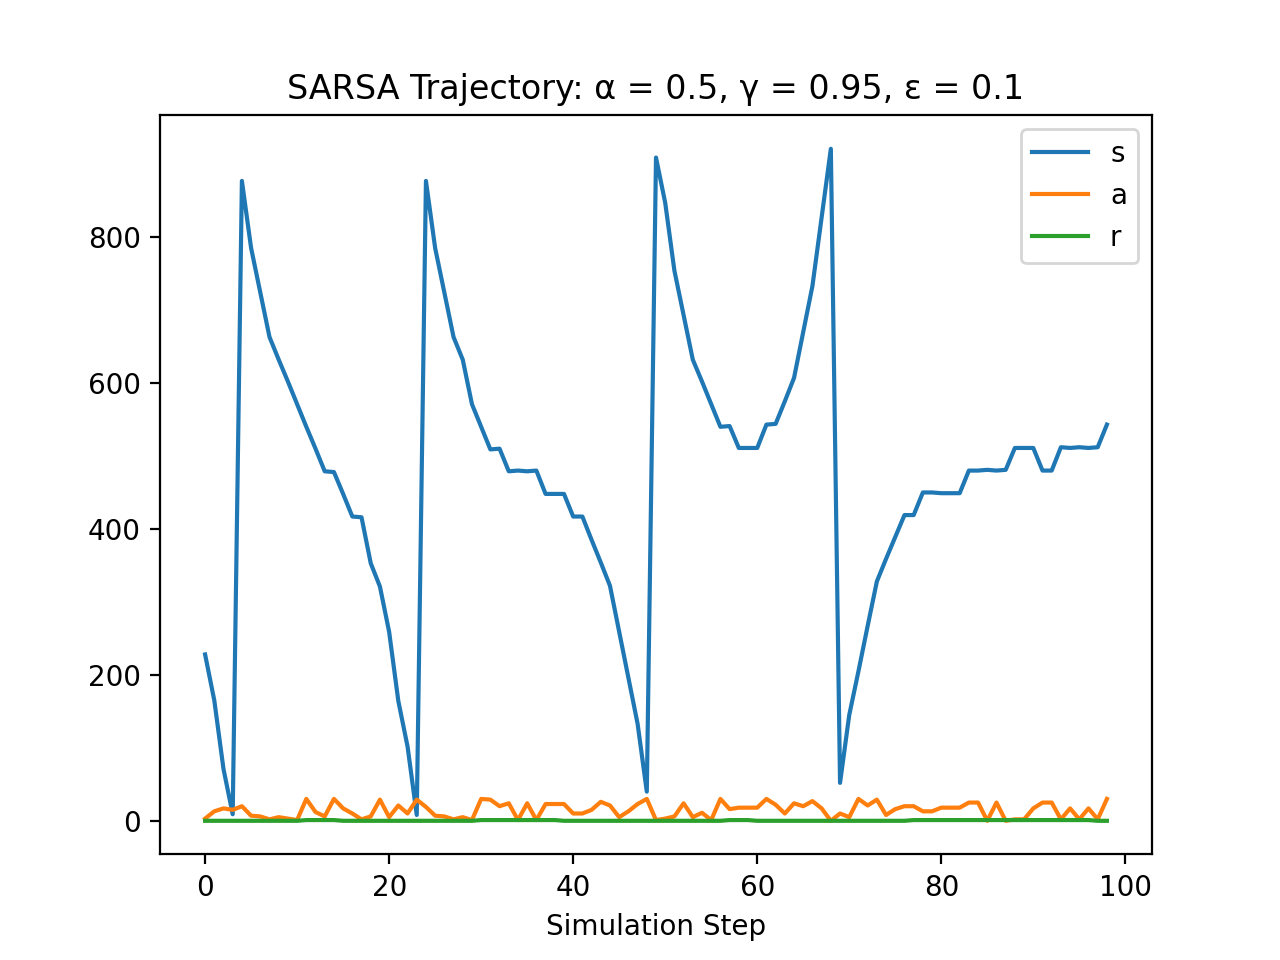 SARSA Trajectory: α = 0.5, γ = 0.95, ε = 0.1
s
a
r
800
600
400
200
0
0 20 40 60 80 100
Simulation Step